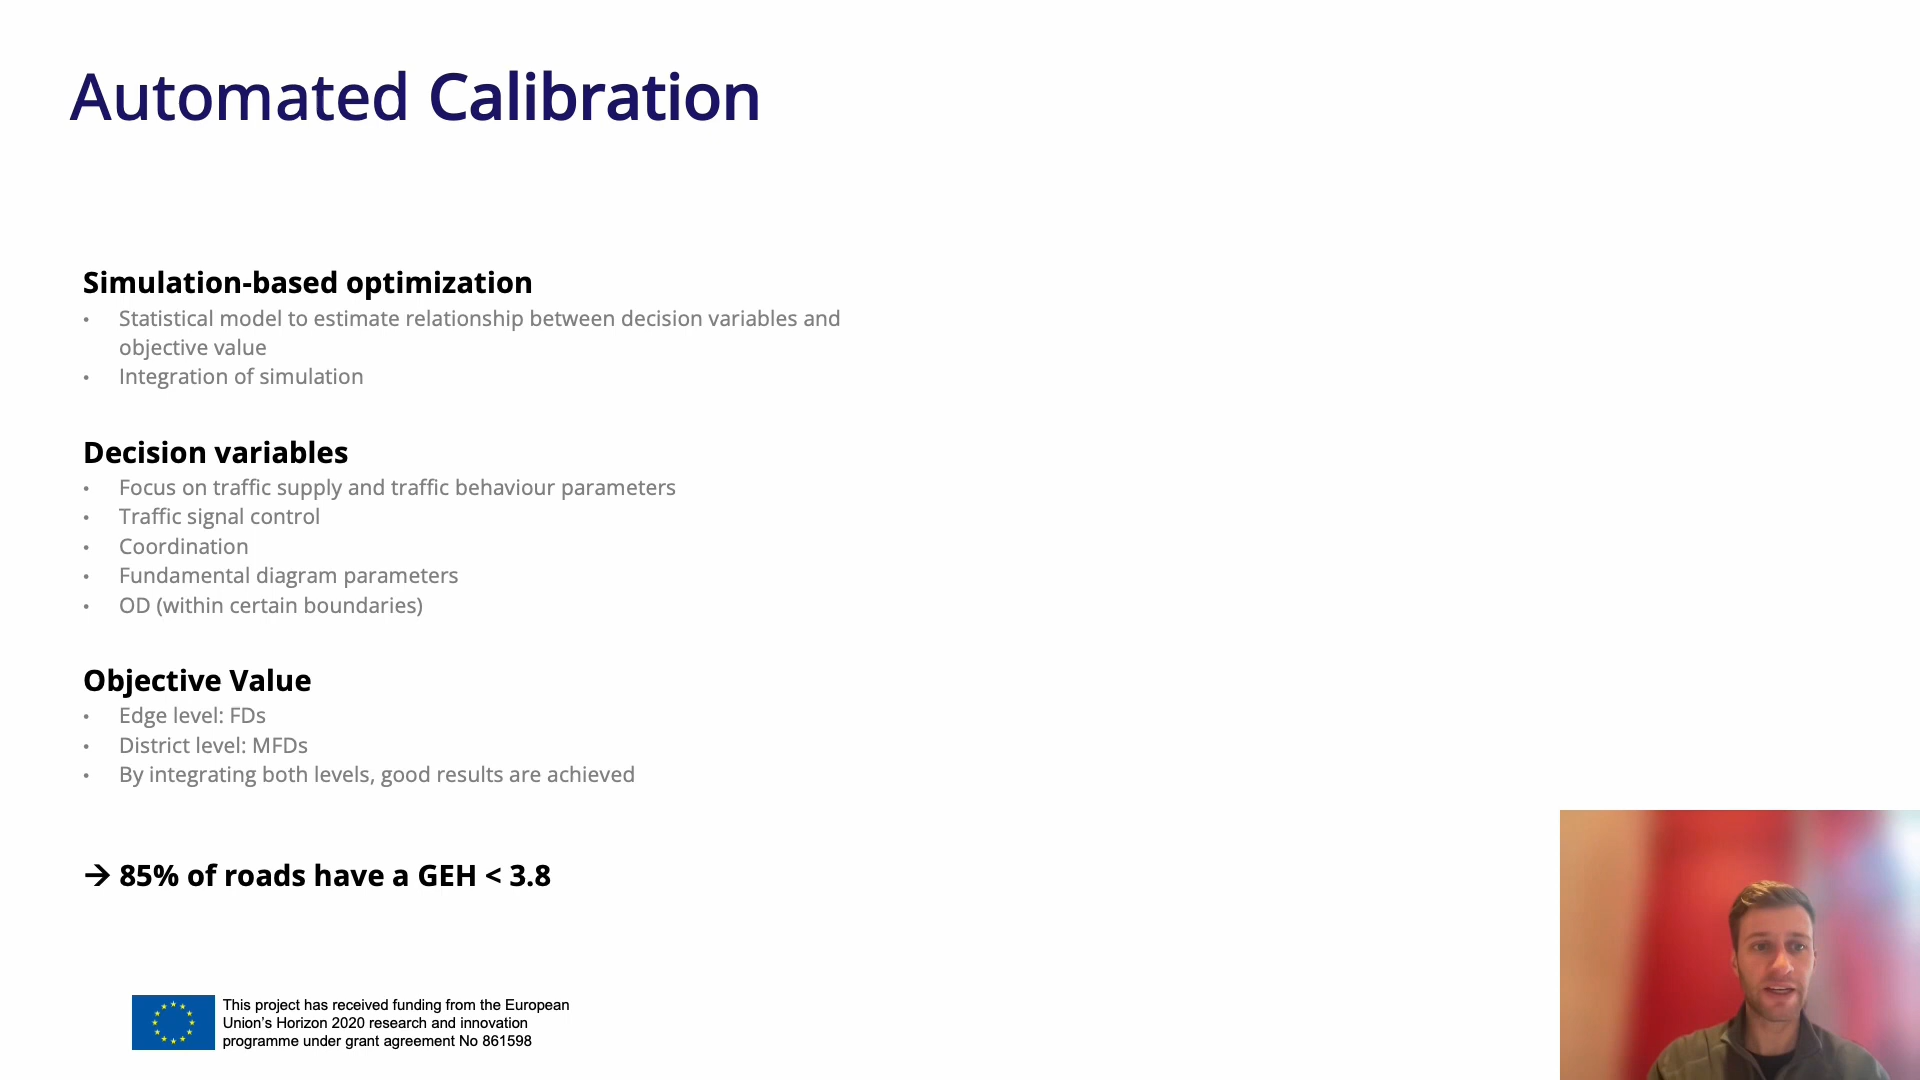 Automated Calibration
Simulation-based optimization
• Statistical model to estimate relationship between decision variables and
objective value
• Integration of simulation
Decision variables
• Focus on traffic supply and traffic behaviour parameters
• Traffic signal control
• Coordination
• Fundamental diagram parameters
• OD (within certain boundaries)
Objective Value
• Edge level: FDs
• District level: MFDs
• By integrating both levels, good results are achieved
→ 85% of roads have a GEH < 3.8
This project has received funding from the European
Union’s Horizon 2020 research and innovation
programme under grant agreement No 861598